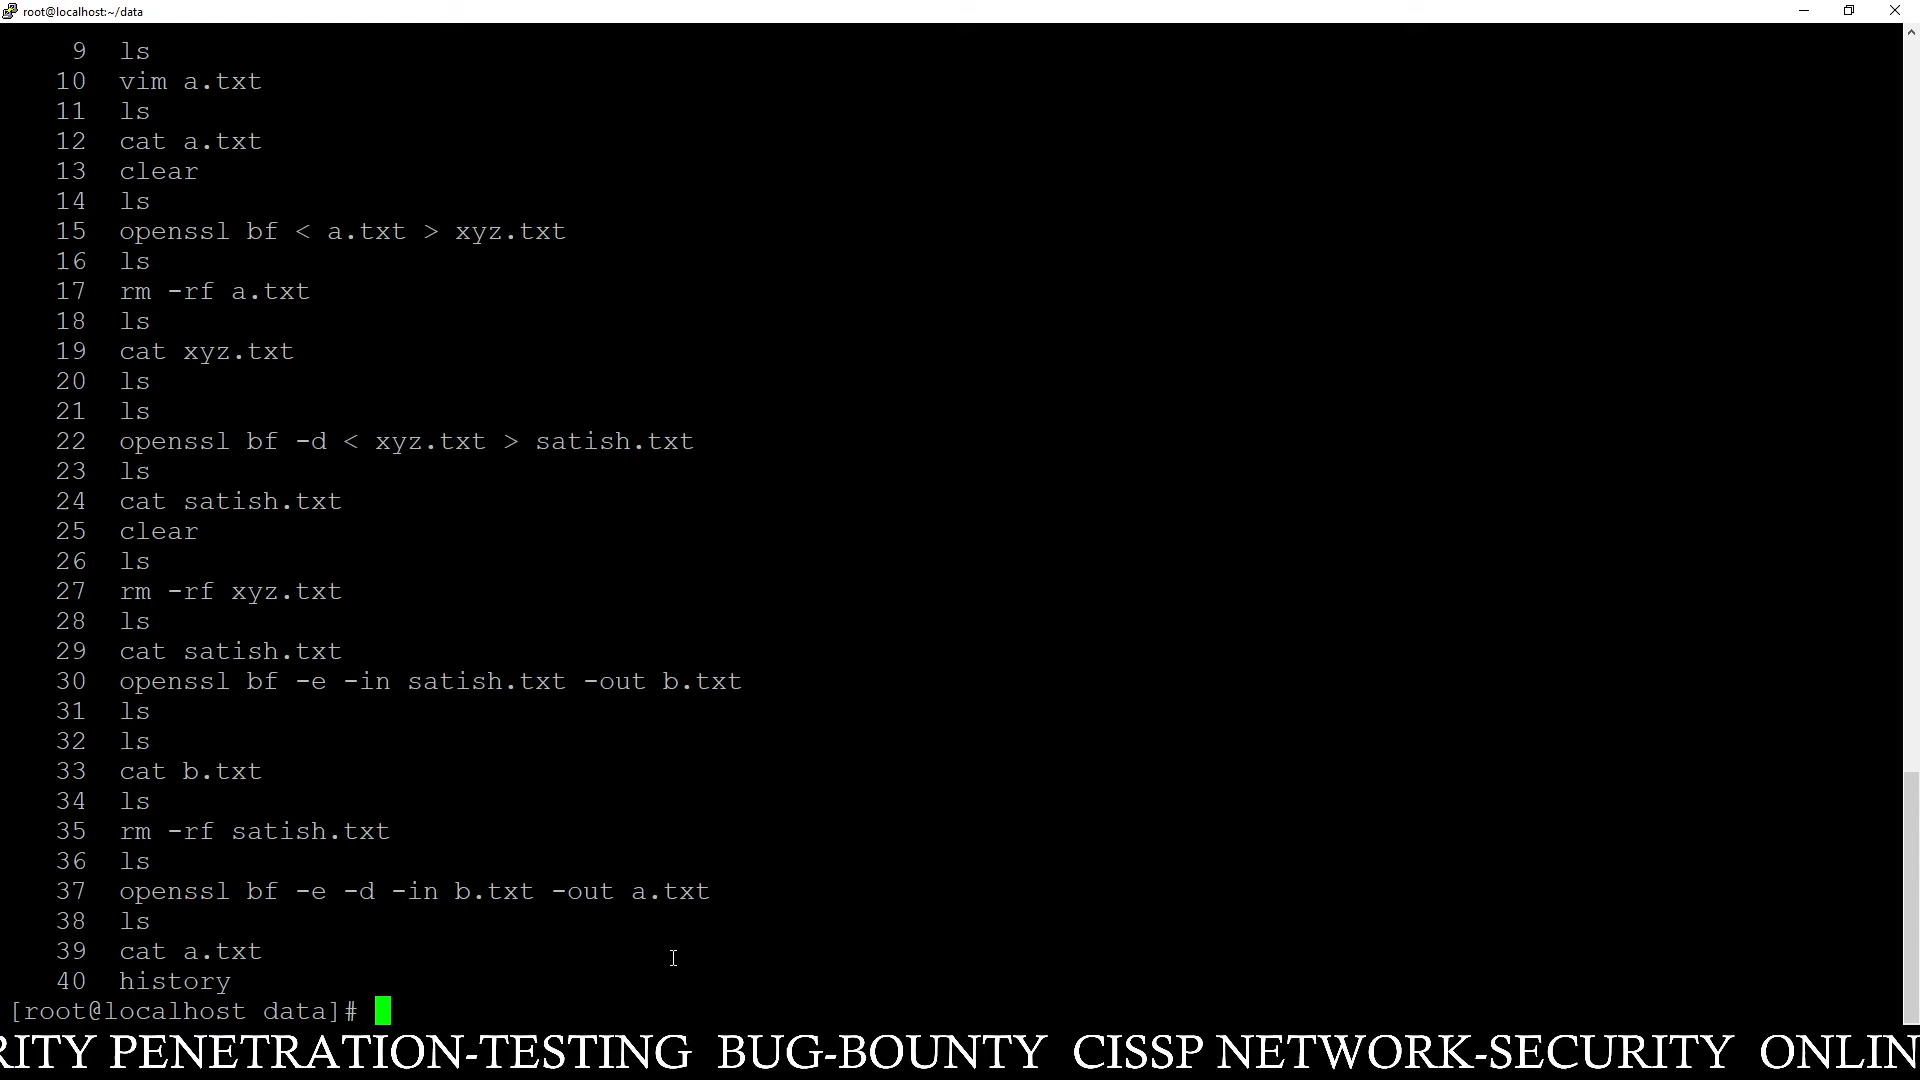 root@localhost:~/data
9 ls
10 vim a.txt
11 ls
12 cat a.txt
13 clear
14 ls
15 openssl bf < a.txt > xyz.txt
16 ls
17 rm -rf a.txt
18 ls
19 cat xyz.txt
20 ls
21 ls
22 openssl bf -d < xyz.txt > satish.txt
23 ls
24 cat satish.txt
25 clear
26 ls
27 rm -rf xyz.txt
28 ls
29 cat satish.txt
30 openssl bf -e -in satish.txt -out b.txt
31 ls
32 ls
33 cat b.txt
34 ls
35 rm -rf satish.txt
36 ls
37 openssl bf -e -d -in b.txt -out a.txt
38 ls
39 cat a.txt
40 history
[root@localhost data]#
RITY PENETRATION-TESTING BUG-BOUNTY CISSP NETWORK-SECURITY ONLIN